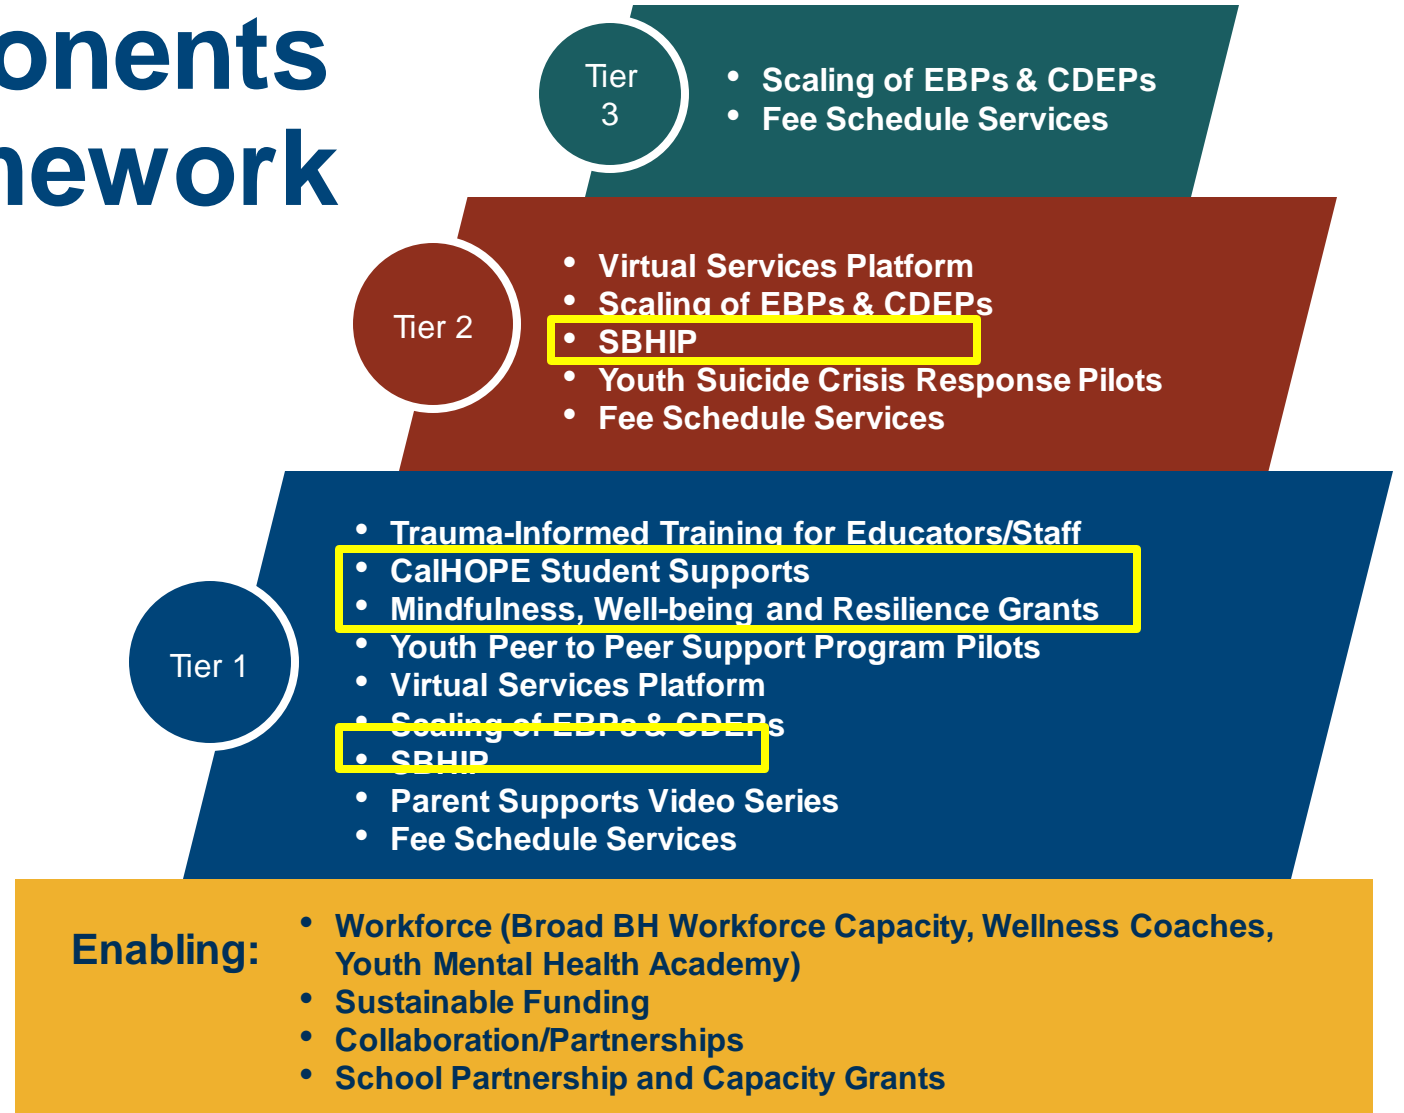 onents
nework
Tier
3
• Scaling of EBPs & CDEPs
• Fee Schedule Services
Tier 2
• Virtual Services Platform
• Scaling of EBPs & CDEPs
• SBHIP
• Youth Suicide Crisis Response Pilots
• Fee Schedule Services
Tier 1
• Trauma-Informed Training for Educators/Staff
• CalHOPE Student Supports
• Mindfulness, Well-being and Resilience Grants
• Youth Peer to Peer Support Program Pilots
• Virtual Services Platform
• Scaling of EBPs & CDEPs
• SBHIP
• Parent Supports Video Series
• Fee Schedule Services
Enabling:
• Workforce (Broad BH Workforce Capacity, Wellness Coaches,
Youth Mental Health Academy)
• Sustainable Funding
• Collaboration/Partnerships
• School Partnership and Capacity Grants